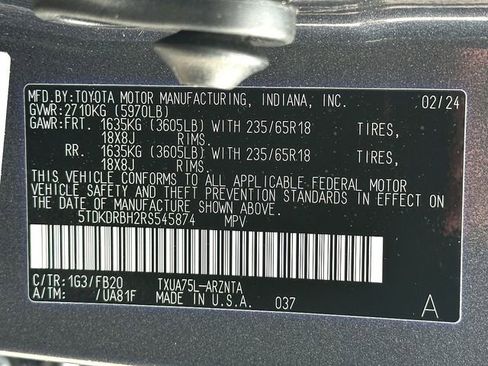 MFD.BY:TOYOTA MOTOR MANUFACTURING, INDIANA, INC. 02/24
GVWR:2710KG (5970LB)
GAWR:FRT. 1635KG (3605LB) WITH 235/65R18 TIRES,
18X8J RIMS.
RR. 1635KG (3605LB) WITH 235/65R18 TIRES,
18X8J RIMS.
THIS VEHICLE CONFORMS TO ALL APPLICABLE FEDERAL MOTOR
VEHICLE SAFETY AND THEFT PREVENTION STANDARDS IN EFFECT ON
THE DATE OF MANUFACTURE SHOWN ABOVE.
5TDKDRBH2RS545874 MPV
C/TR:1G3/FB20 TXUA75L-ARZNTA
A/TM: /UA81F MADE IN U.S.A. 037 A